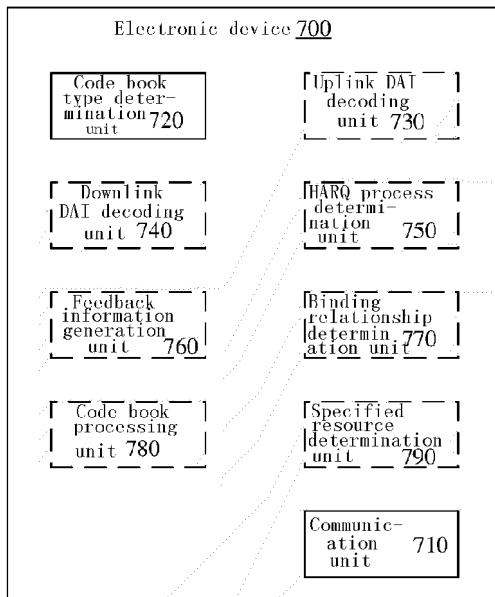 Electronic device 700
Code book
type deter-
mination
unit 720
Uplink DAI
decoding
unit 730
Downlink
DAI decoding
unit 740
HARQ process
determi-
nation
unit 750
Feedback
information
generation
unit 760
Binding
relationship
determin
ation unit 770
Code book
processing
unit 780
Specified
resource
determination
unit 790
Communic-
ation 710
unit